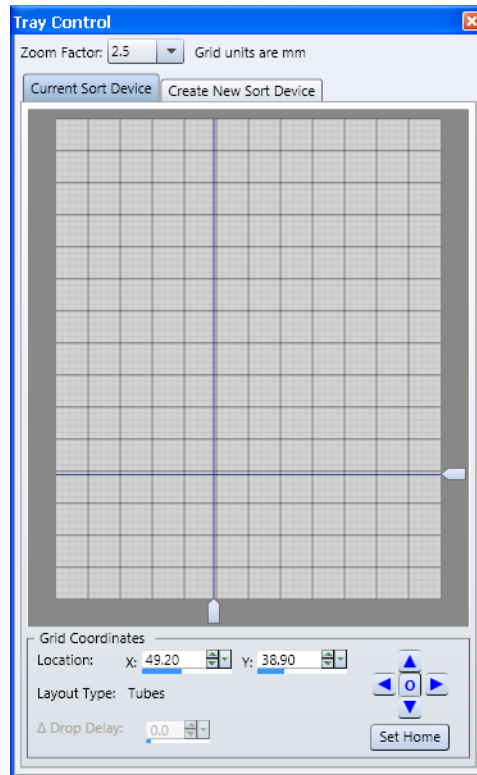 Tray Control
Zoom Factor: 2.5 Grid units are mm
Current Sort Device Create New Sort Device
Grid Coordinates
Location: X: 49.20 Y: 38.90
Layout Type: Tubes
O
Δ Drop Delay: 0.0
Set Home